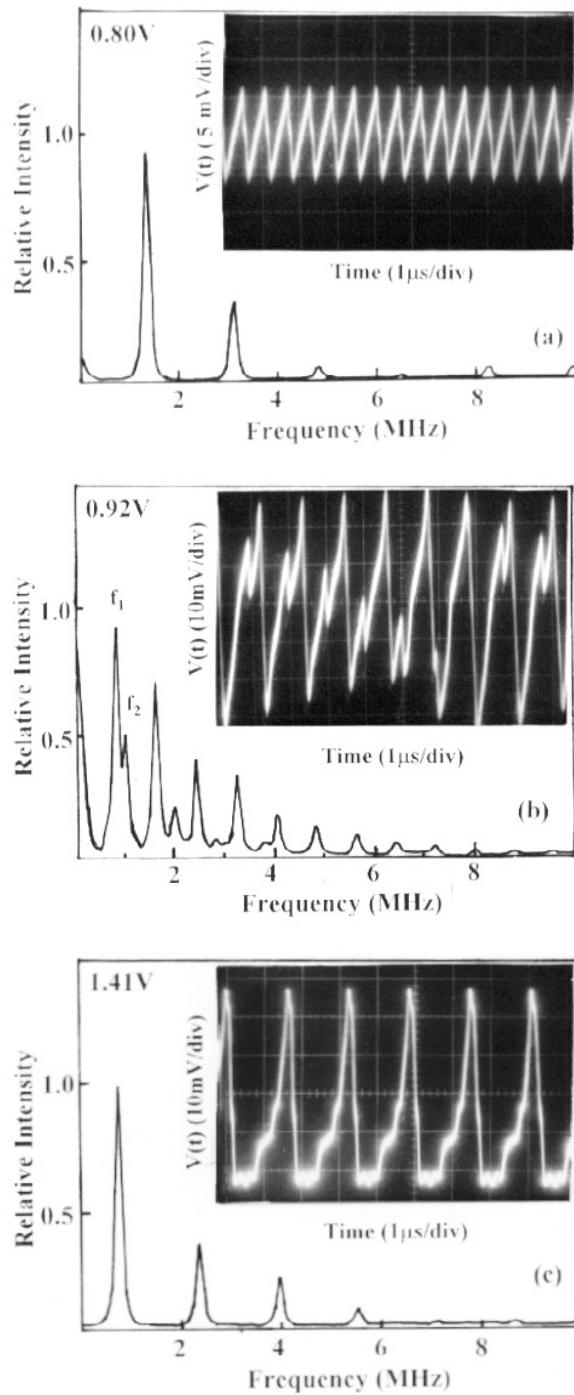 0.80V
V(t) ( 5 mV/div)
Relative Intensity
1.0
0.5
Time (1μs/div)
(a)
2 4 6 8
Frequency (MHz)
0.92V
V(t) (10mV/div)
Relative Intensity
f1
f2
1.0
0.5
Time (1μs/div)
(b)
2 4 6 8
Frequency (MHz)
1.41V
V(t) (10mV/div)
Relative Intensity
1.0
0.5
Time (1μs/div)
(c)
2 4 6 8
Frequency (MHz)